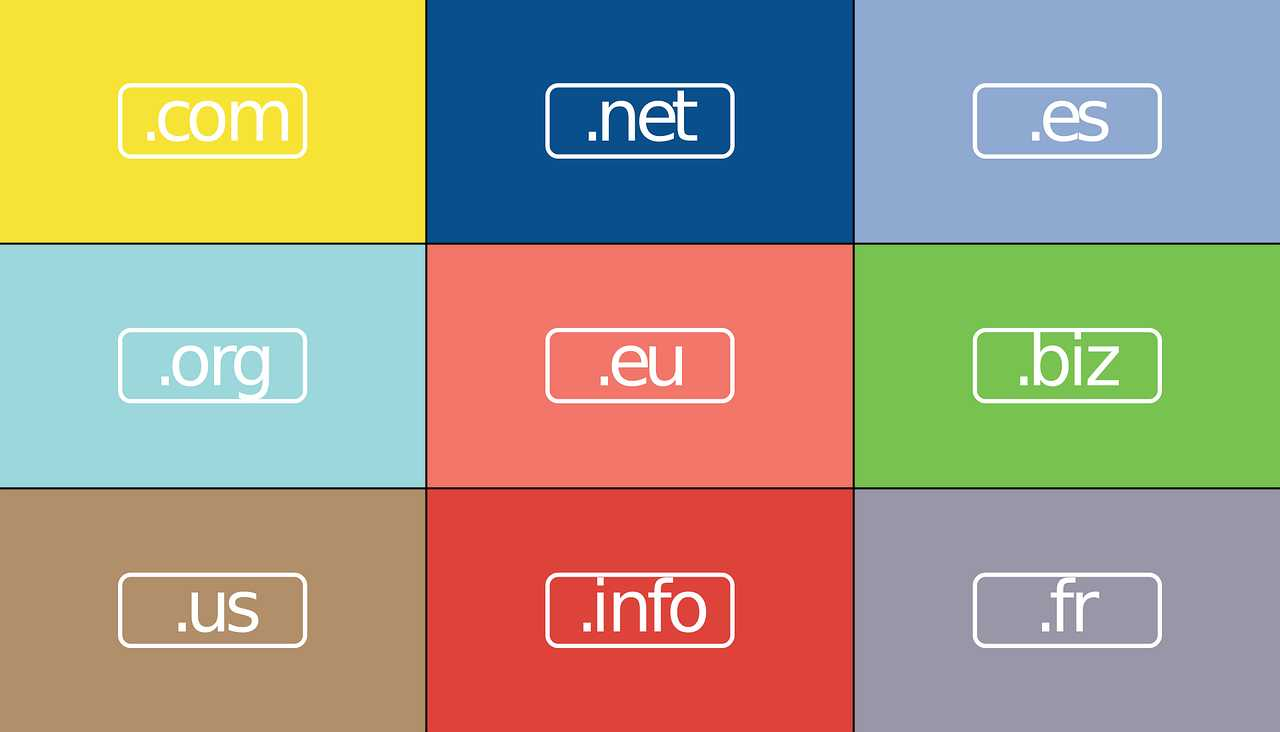 .com
.net
.es
.org
.eu
.biz
.us
.info
.fr